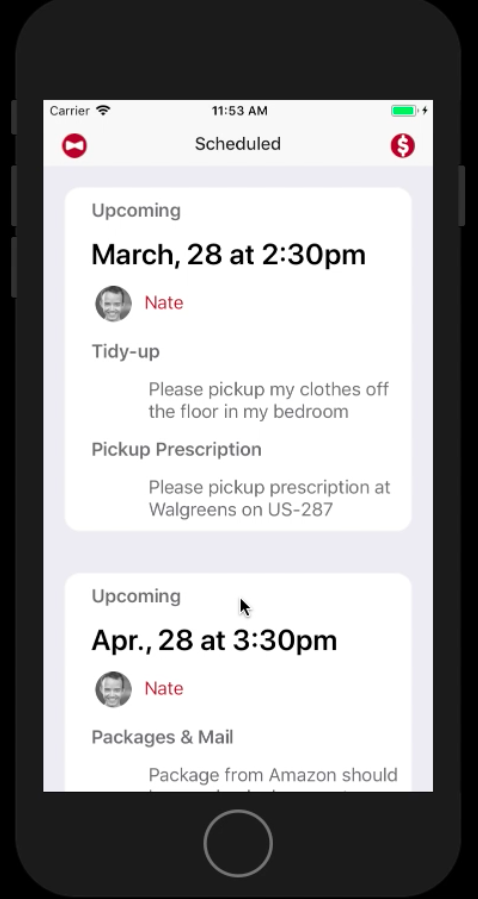 Carrier 11:53 AM
Scheduled $
Upcoming
March, 28 at 2:30pm
Nate
Tidy-up
Please pickup my clothes off
the floor in my bedroom
Pickup Prescription
Please pickup prescription at
Walgreens on US-287
Upcoming
Apr., 28 at 3:30pm
Nate
Packages & Mail
Package from Amazon should